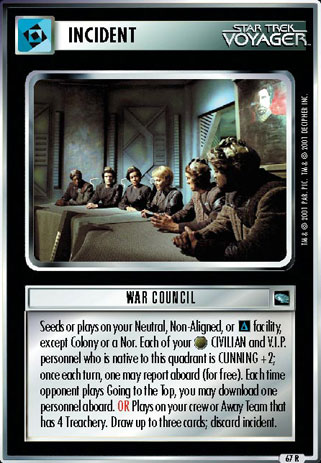 INCIDENT
STAR TREK
VOYAGER
™ & © 2001 PAR. PIC. ™ & © 2001 DECIPHER INC.
WAR COUNCIL
Seeds or plays on your Neutral, Non-Aligned, or facility,
except Colony or a Nor. Each of your CIVILIAN and V.I.P.
personnel who is native to this quadrant is CUNNING +2;
once each turn, one may report aboard (for free). Each time
opponent plays Going to the Top, you may download one
personnel aboard. OR Plays on your crew or Away Team that
has 4 Treachery. Draw up to three cards; discard incident.
67 R